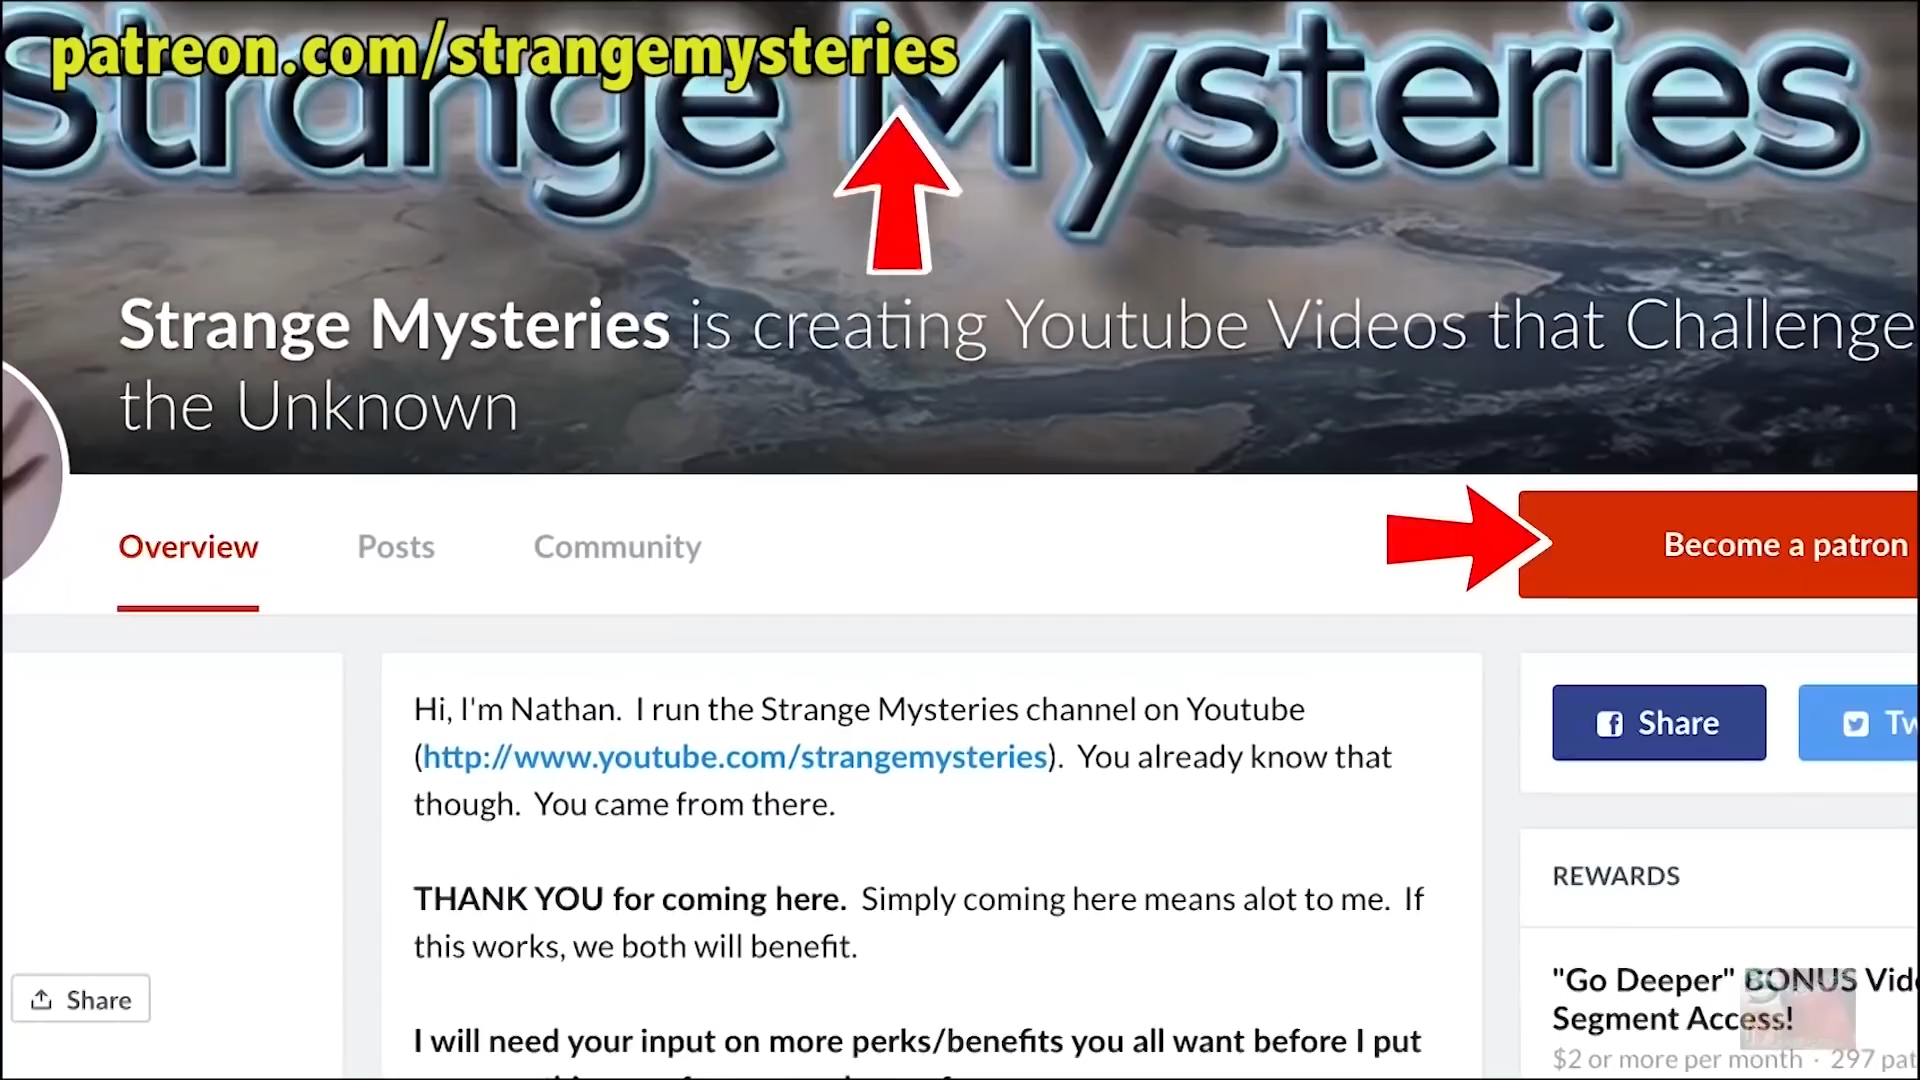 patreon.com/strangemysteries
Strange Mysteries
Strange Mysteries is creating Youtube Videos that Challenge
the Unknown
Overview Posts Community
Become a patron
Hi, I'm Nathan. I run the Strange Mysteries channel on Youtube
(http://www.youtube.com/strangemysteries). You already know that
though. You came from there.
THANK YOU for coming here. Simply coming here means alot to me. If
this works, we both will benefit.
I will need your input on more perks/benefits you all want before I put
Share
Share
Tw
REWARDS
"Go Deeper" BONUS Vide
Segment Access!
$2 or more per month · 297 pat